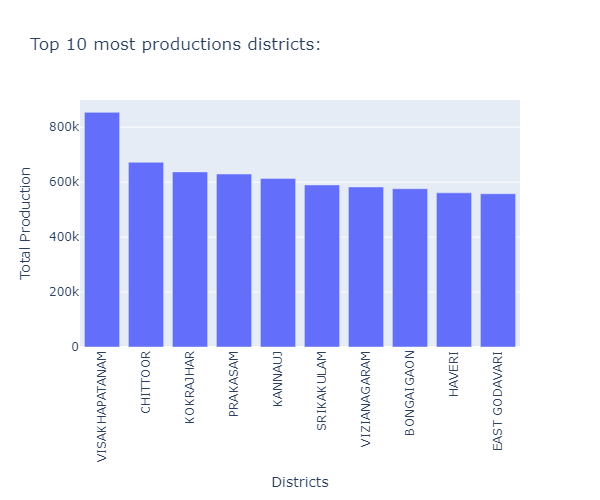 Top 10 most productions districts:
Total Production
800k
600k
400k
200k
0
VISAKHAPATANAM
CHITTOOR
KOKRAJHAR
PRAKASAM
KANNAUJ
SRIKAKULAM
VIZIANAGARAM
BONGAIGAON
HAVERI
EAST GODAVARI
Districts